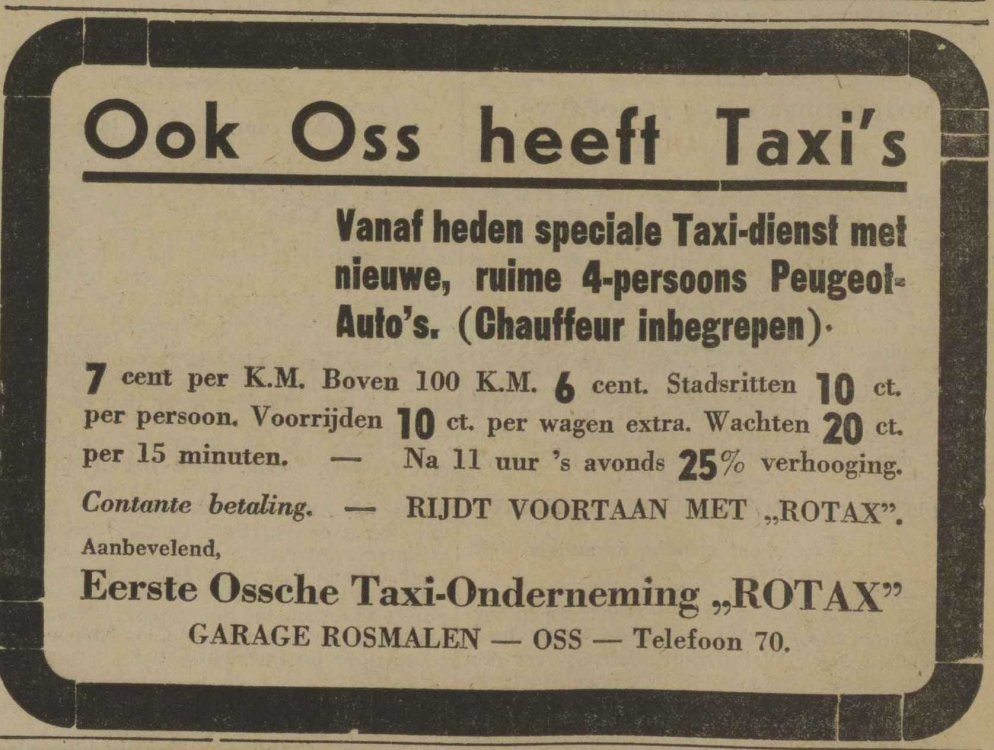 Ook Oss heeft Taxi's
Vanaf heden speciale Taxi-dienst met
nieuwe, ruime 4-persoons Peugeot-
Auto's. (Chauffeur inbegrepen).
7 cent per K.M. Boven 100 K.M. 6 cent. Stadsritten 10 ct.
per persoon. Voorrijden 10 ct. per wagen extra. Wachten 20 ct.
per 15 minuten. — Na 11 uur 's avonds 25% verhooging.
Contante betaling. — RIJDT VOORTAAN MET „ROTAX”.
Aanbevelend,
Eerste Ossche Taxi-Onderneming „ROTAX”
GARAGE ROSMALEN — OSS — Telefoon 70.